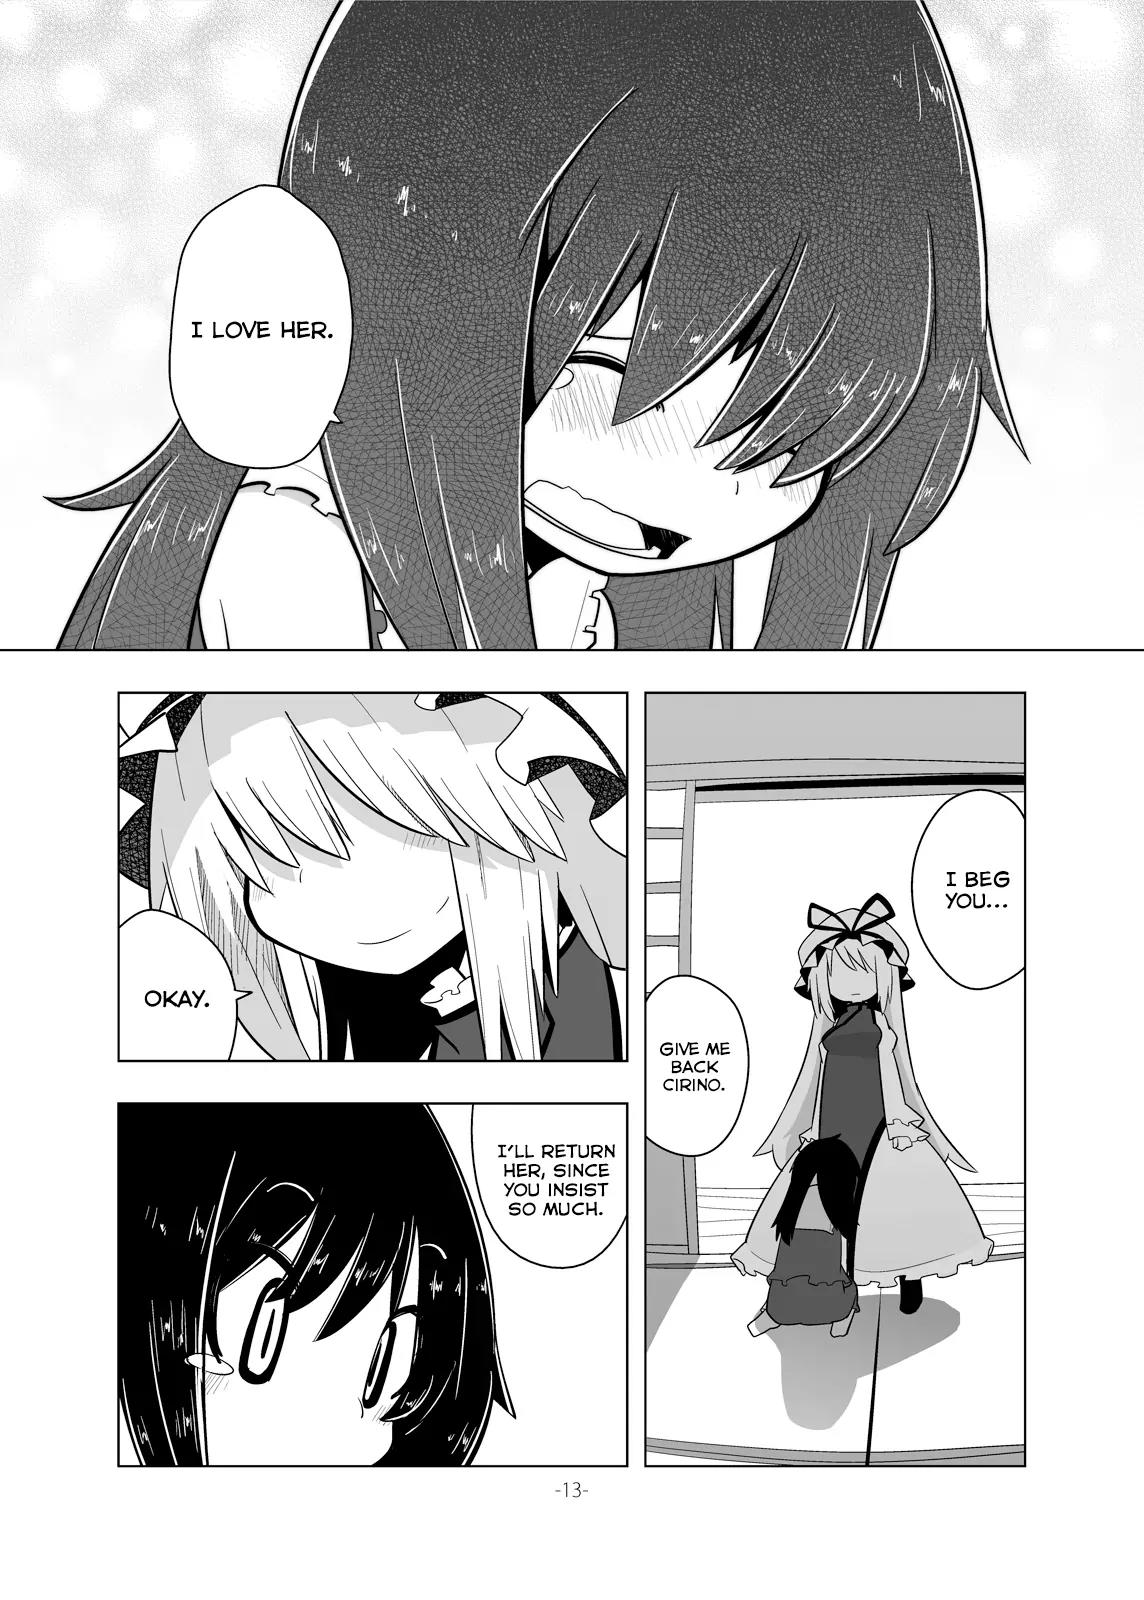 I LOVE HER.
I BEG
YOU...
GIVE ME
BACK
CIRINO.
OKAY.
I'LL RETURN
HER, SINCE
YOU INSIST
SO MUCH.
-13-